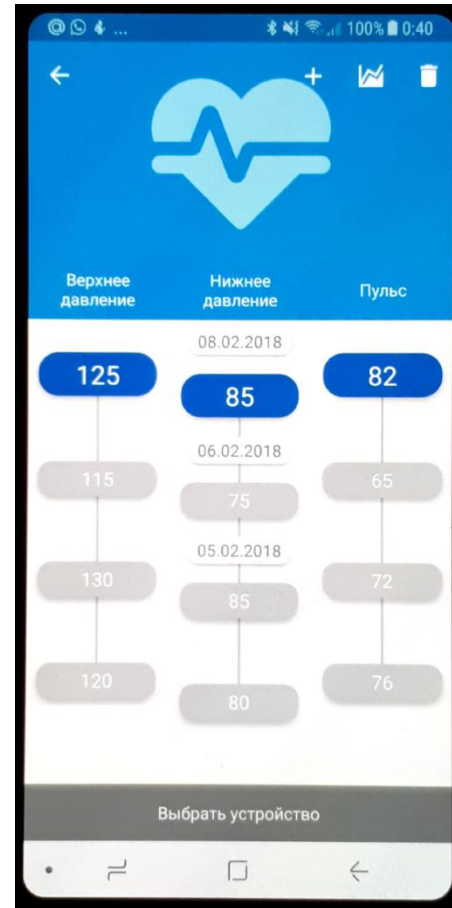 ... 100% 0:40
Верхнее давление
Нижнее давление
Пульс
08.02.2018
125 85 82
06.02.2018
115 75 65
05.02.2018
130 85 72
120 80 76
Выбрать устройство